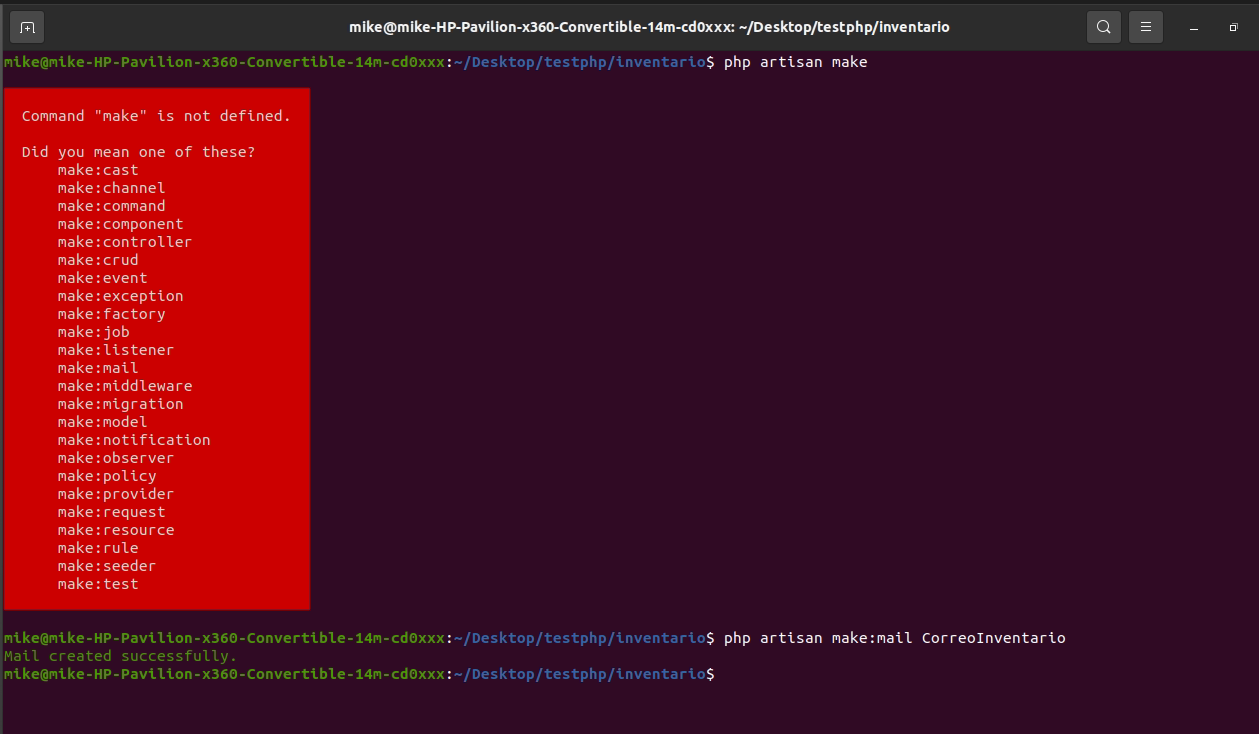 mike@mike-HP-Pavilion-x360-Convertible-14m-cd0xxx: ~/Desktop/testphp/inventario
mike@mike-HP-Pavilion-x360-Convertible-14m-cd0xxx:~/Desktop/testphp/inventario$ php artisan make
Command "make" is not defined.
Did you mean one of these?
make:cast
make:channel
make:command
make:component
make:controller
make:crud
make:event
make:exception
make:factory
make:job
make:listener
make:mail
make:middleware
make:migration
make:model
make:notification
make:observer
make:policy
make:provider
make:request
make:resource
make:rule
make:seeder
make:test
mike@mike-HP-Pavilion-x360-Convertible-14m-cd0xxx:~/Desktop/testphp/inventario$ php artisan make:mail CorreoInventario
Mail created successfully.
mike@mike-HP-Pavilion-x360-Convertible-14m-cd0xxx:~/Desktop/testphp/inventario$